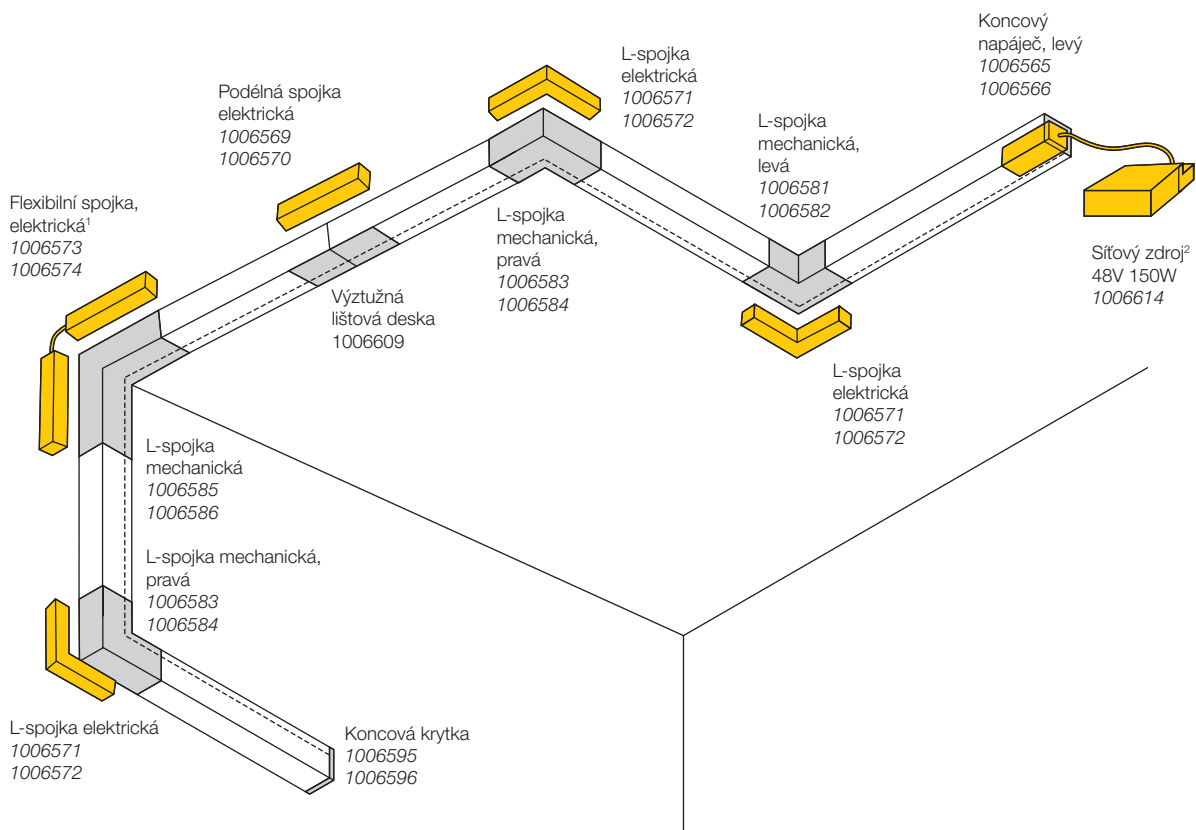 Koncový
napáječ, levý
1006565
1006566
L-spojka
elektrická
1006571
1006572
Podélná spojka
elektrická
1006569
1006570
L-spojka
mechanická,
levá
1006581
1006582
Flexibilní spojka,
elektrická¹
1006573
1006574
L-spojka
mechanická,
pravá
1006583
1006584
Síťový zdroj²
48V 150W
1006614
Výztužná
lištová deska
1006609
L-spojka
elektrická
1006571
1006572
L-spojka
mechanická
1006585
1006586
L-spojka mechanická,
pravá
1006583
1006584
L-spojka elektrická
1006571
1006572
Koncová krytka
1006595
1006596